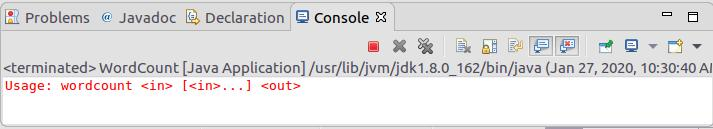 Problems @ Javadoc Declaration Console
<terminated> WordCount [Java Application] /usr/lib/jvm/jdk1.8.0_162/bin/java (Jan 27, 2020, 10:30:40 AM
Usage: wordcount <in> [<in>...] <out>